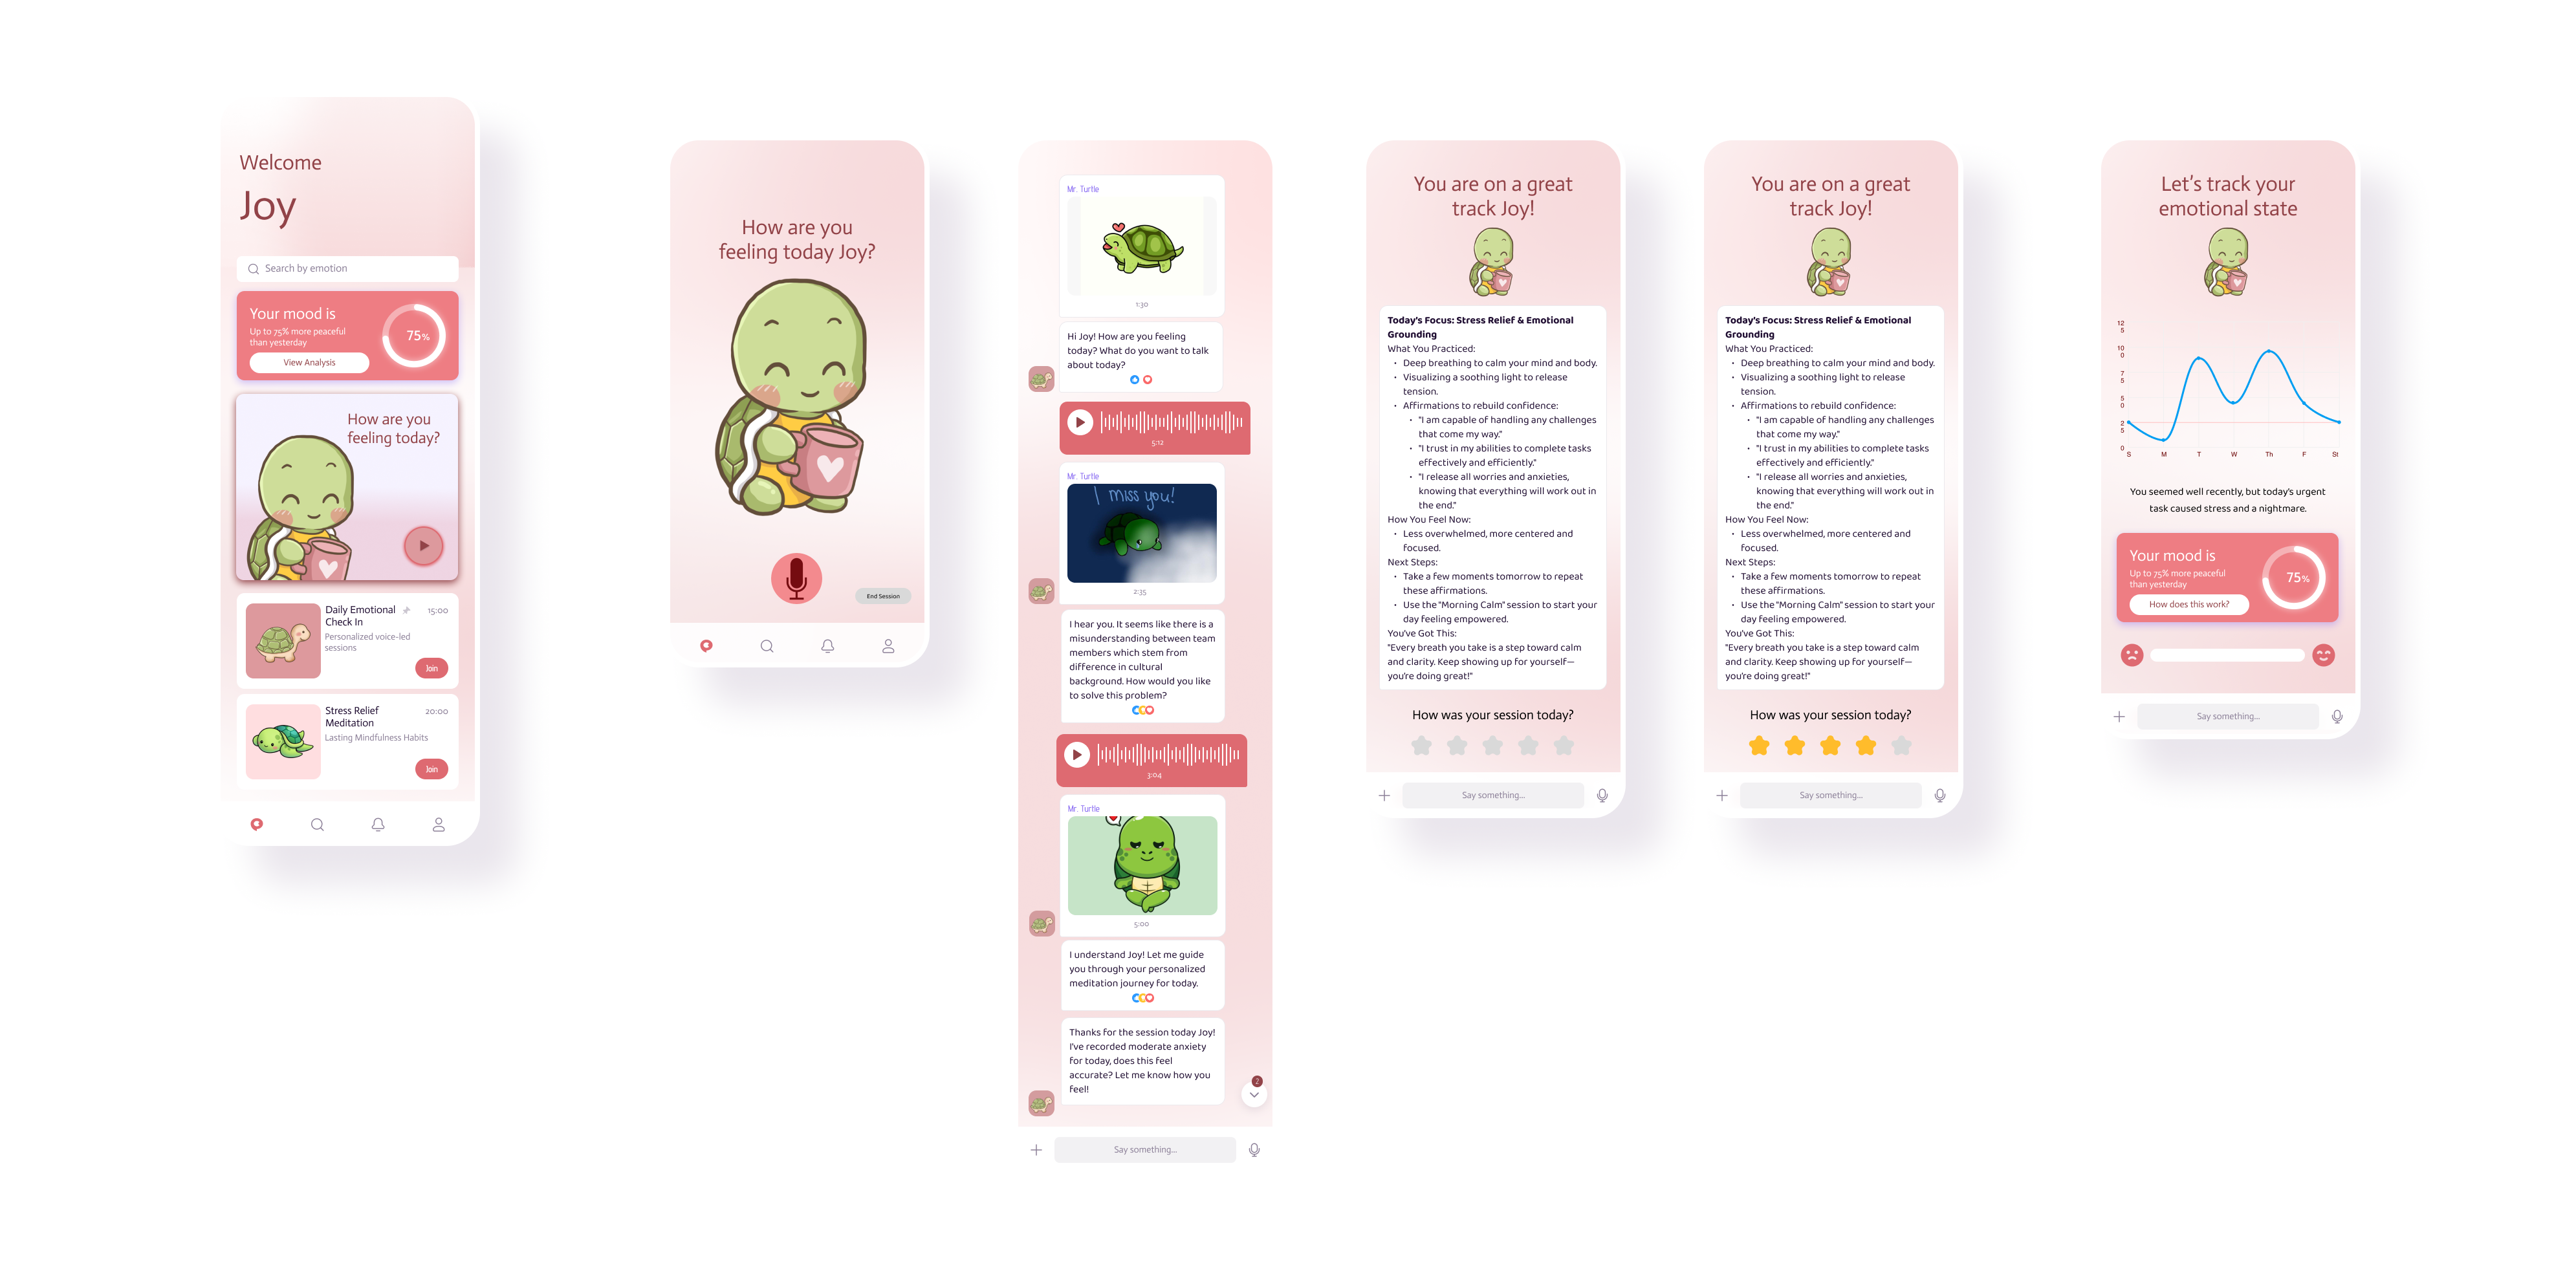 Welcome
Joy
Search by emotion
Your mood is
Up to 75% more peaceful
than yesterday
View Analysis
75%
How are you
feeling today?
Daily Emotional
Check In
15:00
Personalized voice-led
sessions
Join
Stress Relief
Meditation
20:00
Lasting Mindfulness Habits
Join
How are you
feeling today Joy?
End Session
Mr. Turtle
1:30
Hi Joy! How are you feeling
today? What do you want to talk
about today?
5:12
Mr. Turtle
I miss you!
2:35
I hear you. It seems like there is a
misunderstanding between team
members which stem from
difference in cultural
background. How would you like
to solve this problem?
3:04
Mr. Turtle
5:00
I understand Joy! Let me guide
you through your personalized
meditation journey for today.
Thanks for the session today Joy!
I've recorded moderate anxiety
for today, does this feel
accurate? Let me know how you
feel!
2
Say something...
You are on a great
track Joy!
Today's Focus: Stress Relief & Emotional
Grounding
What You Practiced:
• Deep breathing to calm your mind and body.
• Visualizing a soothing light to release
tension.
• Affirmations to rebuild confidence:
• "I am capable of handling any challenges
that come my way."
• "I trust in my abilities to complete tasks
effectively and efficiently."
• "I release all worries and anxieties,
knowing that everything will work out in
the end."
How You Feel Now:
• Less overwhelmed, more centered and
focused.
Next Steps:
• Take a few moments tomorrow to repeat
these affirmations.
• Use the "Morning Calm" session to start your
day feeling empowered.
You've Got This:
"Every breath you take is a step toward calm
and clarity. Keep showing up for yourself—
you're doing great!"
How was your session today?
Say something...
You are on a great
track Joy!
Today's Focus: Stress Relief & Emotional
Grounding
What You Practiced:
• Deep breathing to calm your mind and body.
• Visualizing a soothing light to release
tension.
• Affirmations to rebuild confidence:
• "I am capable of handling any challenges
that come my way."
• "I trust in my abilities to complete tasks
effectively and efficiently."
• "I release all worries and anxieties,
knowing that everything will work out in
the end."
How You Feel Now:
• Less overwhelmed, more centered and
focused.
Next Steps:
• Take a few moments tomorrow to repeat
these affirmations.
• Use the "Morning Calm" session to start your
day feeling empowered.
You've Got This:
"Every breath you take is a step toward calm
and clarity. Keep showing up for yourself—
you're doing great!"
How was your session today?
Say something...
Let's track your
emotional state
12
5
10
0
7
5
5
0
2
5
0
S M T W Th F St
You seemed well recently, but today's urgent
task caused stress and a nightmare.
Your mood is
Up to 75% more peaceful
than yesterday
How does this work?
75%
Say something...